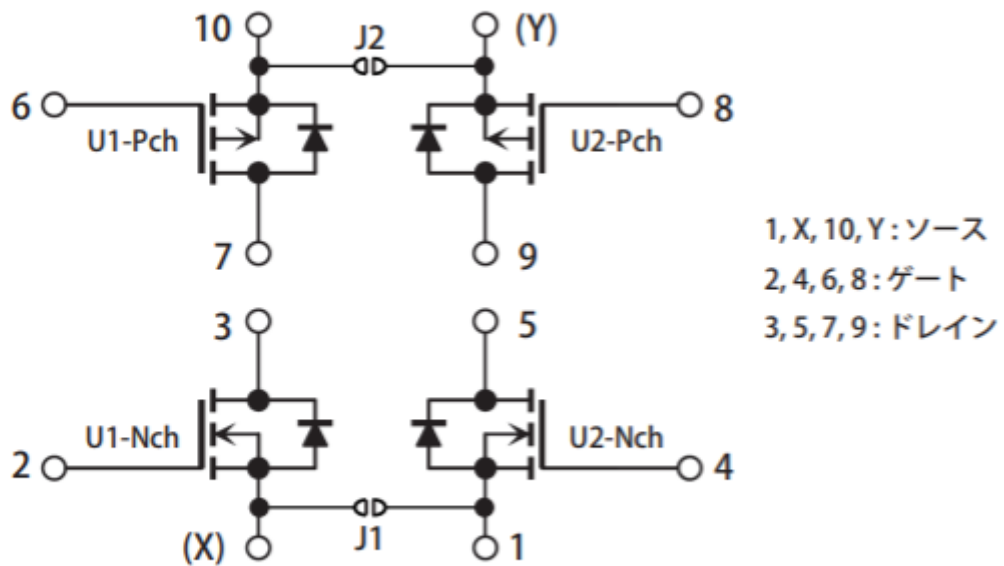 10 J2 (Y)
6 U1-Pch U2-Pch 8
7 9
3 5
U1-Nch U2-Nch
2 4
(X) J1 1
1, X, 10, Y : ソース
2, 4, 6, 8 : ゲート
3, 5, 7, 9 : ドレイン